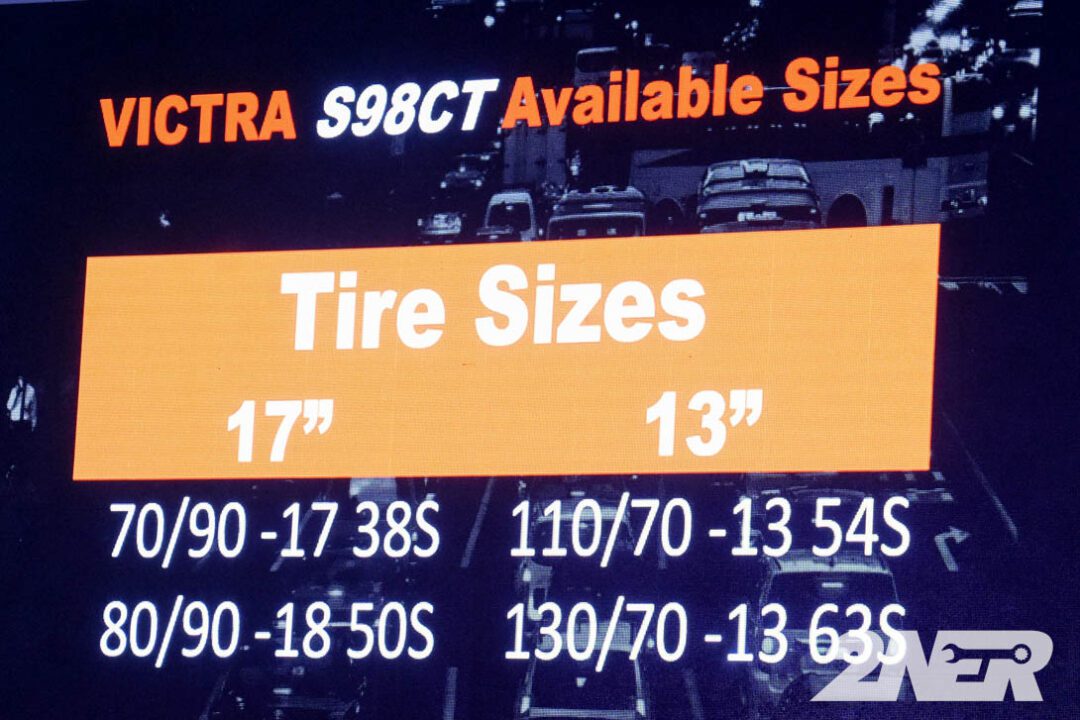 VICTRA S98CT Available Sizes
Tire Sizes
17” 13”
70/90 -17 38S 110/70 -13 54S
80/90 -18 50S 130/70 -13 63S
2NER